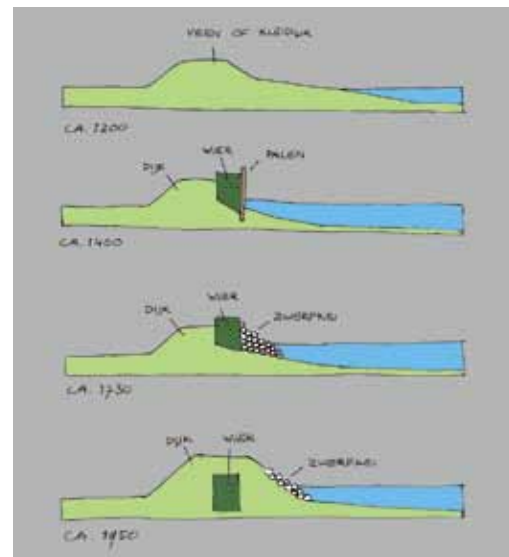 VEEN OF KLEIDIJK
CA. 1200
DIJK
WIER
PALEN
CA. 1400
DIJK
WIER
ZWERFKEI
CA. 1730
DIJK
WIER
ZWERFKEI
CA. 1950